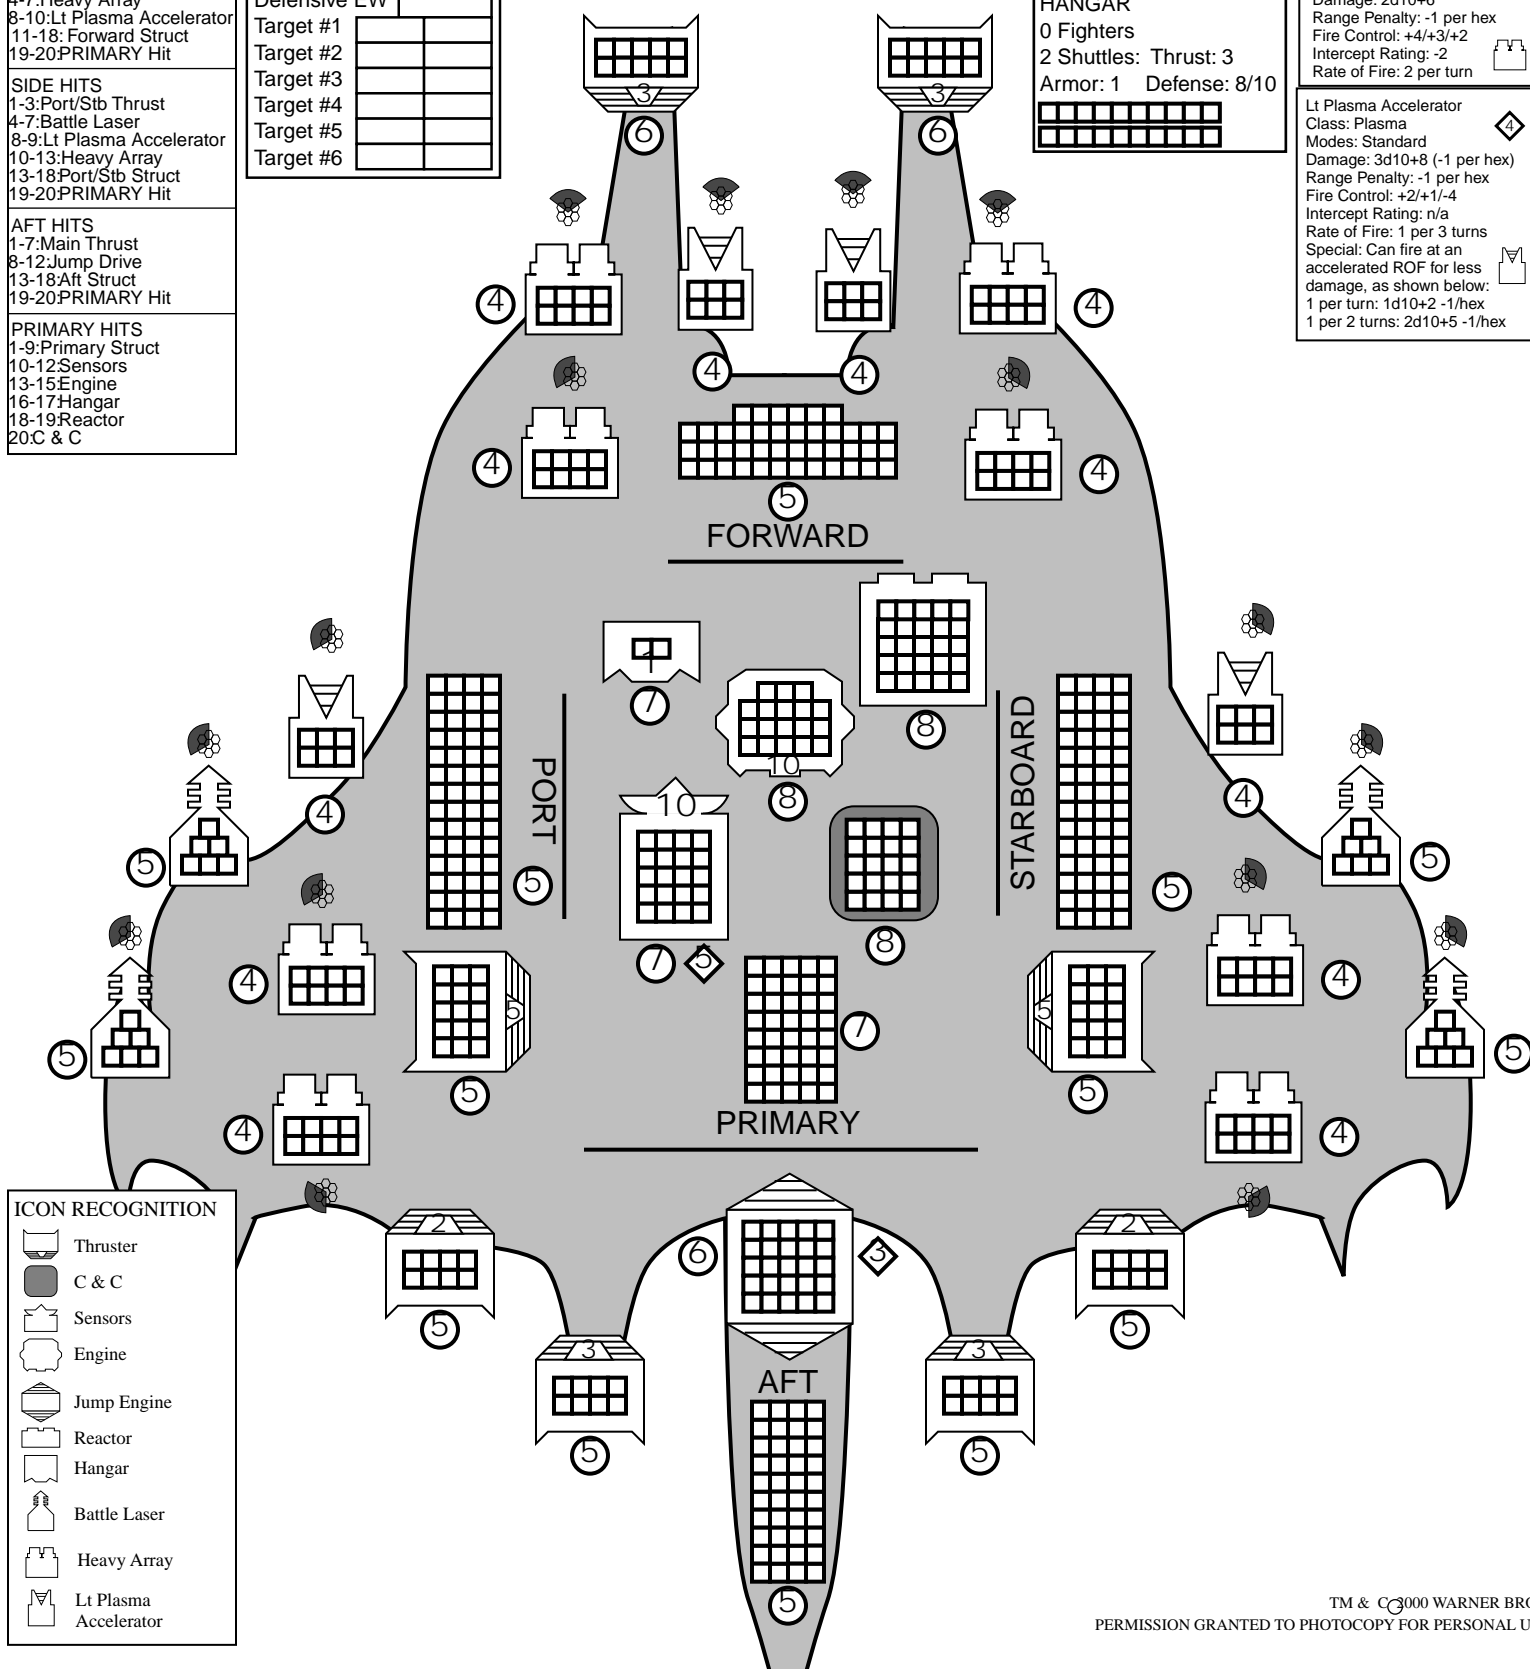 4-7:Heavy Array
8-10:Lt Plasma Accelerator
11-18: Forward Struct
19-20:PRIMARY Hit
SIDE HITS
1-3:Port/Stb Thrust
4-7:Battle Laser
8-9:Lt Plasma Accelerator
10-13:Heavy Array
13-18:Port/Stb Struct
19-20:PRIMARY Hit
AFT HITS
1-7:Main Thrust
8-12:Jump Drive
13-18:Aft Struct
19-20:PRIMARY Hit
PRIMARY HITS
1-9:Primary Struct
10-12:Sensors
13-15:Engine
16-17:Hangar
18-19:Reactor
20:C & C
Defensive EW
Target #1
Target #2
Target #3
Target #4
Target #5
Target #6
HANGAR
0 Fighters
2 Shuttles: Thrust: 3
Armor: 1 Defense: 8/10
Damage: 2d10+6
Range Penalty: -1 per hex
Fire Control: +4/+3/+2
Intercept Rating: -2
Rate of Fire: 2 per turn
Lt Plasma Accelerator
4
Class: Plasma
Modes: Standard
Damage: 3d10+8 (-1 per hex)
Range Penalty: -1 per hex
Fire Control: +2/+1/-4
Intercept Rating: n/a
Rate of Fire: 1 per 3 turns
Special: Can fire at an
accelerated ROF for less
damage, as shown below:
1 per turn: 1d10+2 -1/hex
1 per 2 turns: 2d10+5 -1/hex
3 3
6 6
4 4
4 4
4 4
5
FORWARD
1
7
8
10
8
PORT
STARBOARD
4 4
10
5 5
5 5
8
7 5
4 4
5 5
5 5
7
5 5
PRIMARY
4 4
2 2
6 3
5 5
3 3
AFT
5 5
5
ICON RECOGNITION
Thruster
C & C
Sensors
Engine
Jump Engine
Reactor
Hangar
Battle Laser
Heavy Array
Lt Plasma
Accelerator
TM & C 2000 WARNER BRO
PERMISSION GRANTED TO PHOTOCOPY FOR PERSONAL U